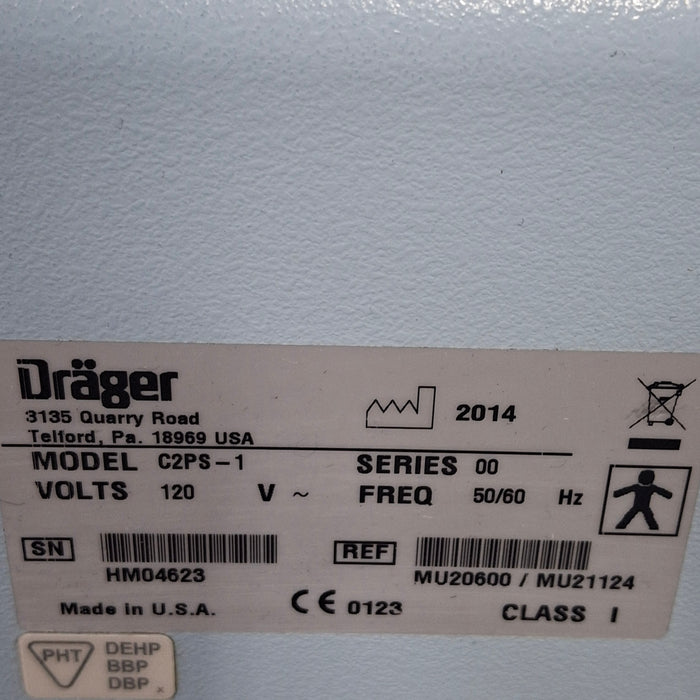 Dräger
3135 Quarry Road
Telford, Pa. 18969 USA
2014
MODEL C2PS-1 SERIES 00
VOLTS 120 V ~ FREQ 50/60 Hz
SN HM04623
REF MU20600 / MU21124
Made in U.S.A. CE 0123 CLASS I
PHT DEHP
BBP
DBP x